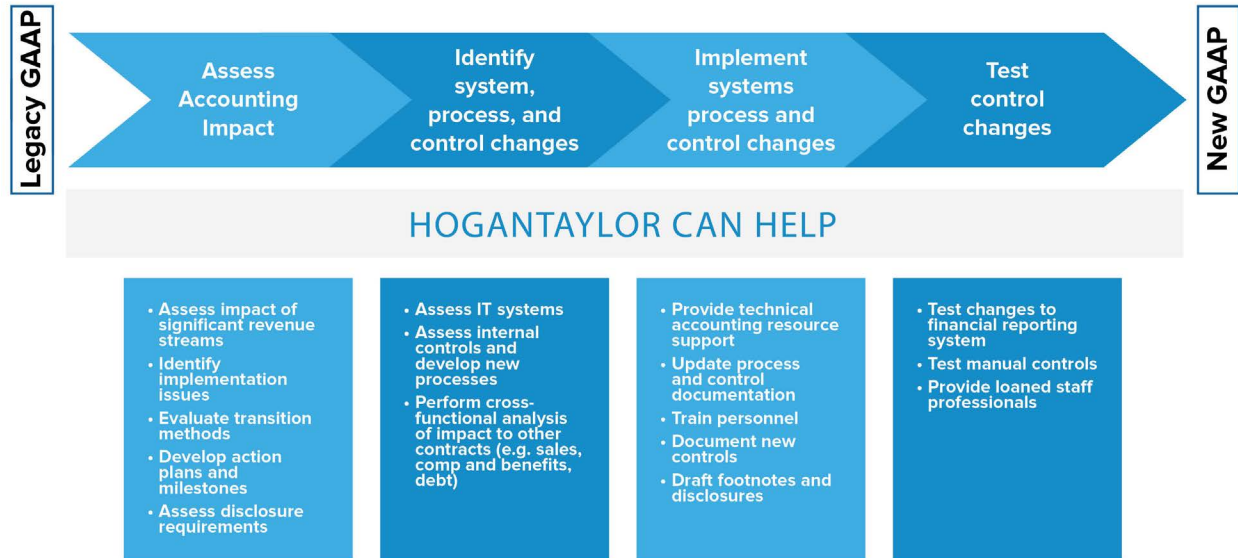 Legacy GAAP
Assess
Accounting
Impact
Identify
system,
process, and
control changes
Implement
systems
process and
control changes
Test
control
changes
New GAAP
HOGANTAYLOR CAN HELP
• Assess impact of
significant revenue
streams
• Identify
implementation
issues
• Evaluate transition
methods
• Develop action
plans and
milestones
• Assess disclosure
requirements
• Assess IT systems
• Assess internal
controls and
develop new
processes
• Perform cross-
functional analysis
of impact to other
contracts (e.g. sales,
comp and benefits,
debt)
• Provide technical
accounting resource
support
• Update process
and control
documentation
• Train personnel
• Document new
controls
• Draft footnotes and
disclosures
• Test changes to
financial reporting
system
• Test manual controls
• Provide loaned staff
professionals